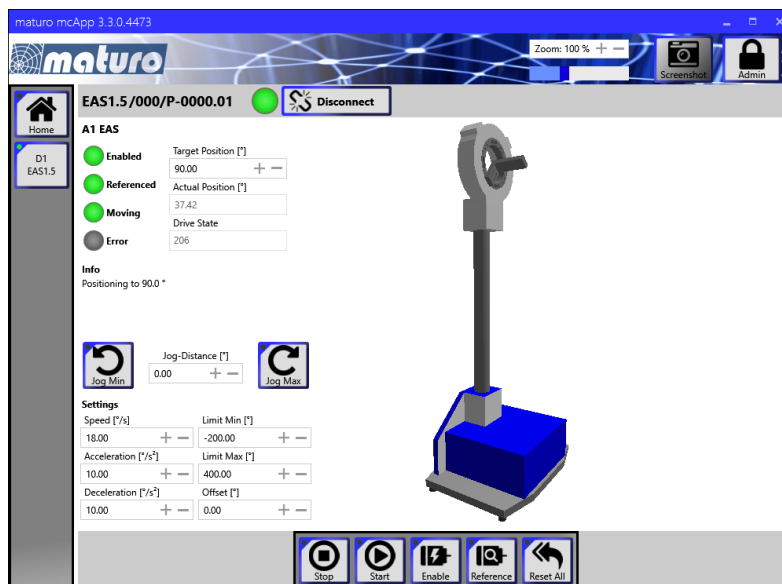 maturo mcApp 3.3.0.4473
maturo
Zoom: 100 %
Screenshot
Admin
Home
D1
EAS1.5
EAS1.5/000/P-0000.01
Disconnect
A1 EAS
Enabled
Referenced
Moving
Error
Target Position [°]
90.00
Actual Position [°]
37.42
Drive State
206
Info
Positioning to 90.0 °
Jog Min
Jog-Distance [°]
0.00
Jog Max
Settings
Speed [°/s]
18.00
Limit Min [°]
-200.00
Acceleration [°/s²]
10.00
Limit Max [°]
400.00
Deceleration [°/s²]
10.00
Offset [°]
0.00
Stop
Start
Enable
Reference
Reset All